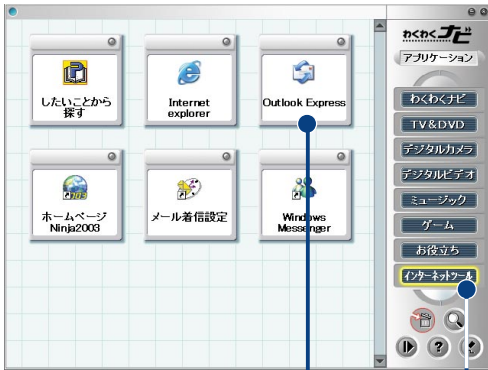 したいことから
探す
Internet
explorer
Outlook Express
ホームページ
Ninja2003
メール着信設定
Windows
Messenger
わくわくナビ
アプリケーション
わくわくナビ
TV&DVD
デジタルカメラ
デジタルビデオ
ミュージック
ゲーム
お役立ち
インターネットツール
?